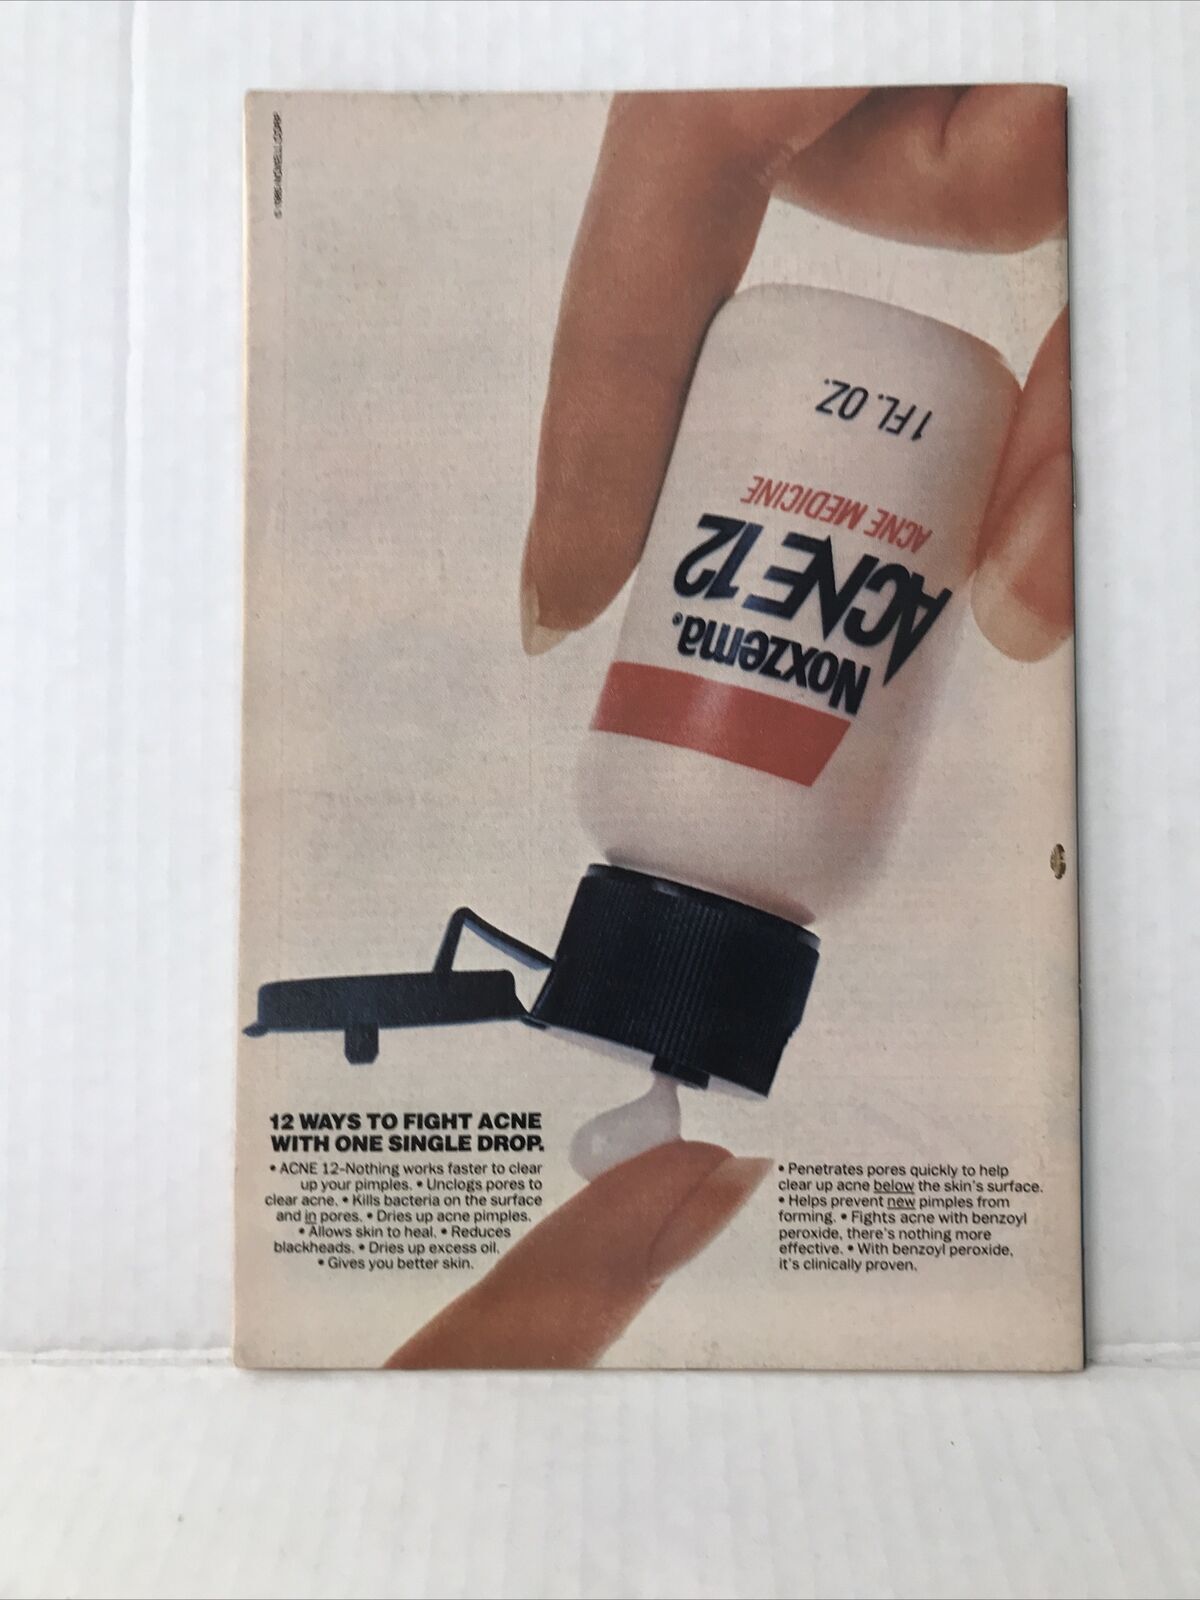 1 FL. OZ.
ACNE MEDICINE
ACNE 12
Noxzema®
12 WAYS TO FIGHT ACNE
WITH ONE SINGLE DROP.
• ACNE 12–Nothing works faster to clear
up your pimples. • Unclogs pores to
clear acne. • Kills bacteria on the surface
and in pores. • Dries up acne pimples.
• Allows skin to heal. • Reduces
blackheads. • Dries up excess oil.
• Gives you better skin.
• Penetrates pores quickly to help
clear up acne below the skin's surface.
• Helps prevent new pimples from
forming. • Fights acne with benzoyl
peroxide, there's nothing more
effective. • With benzoyl peroxide,
it's clinically proven.